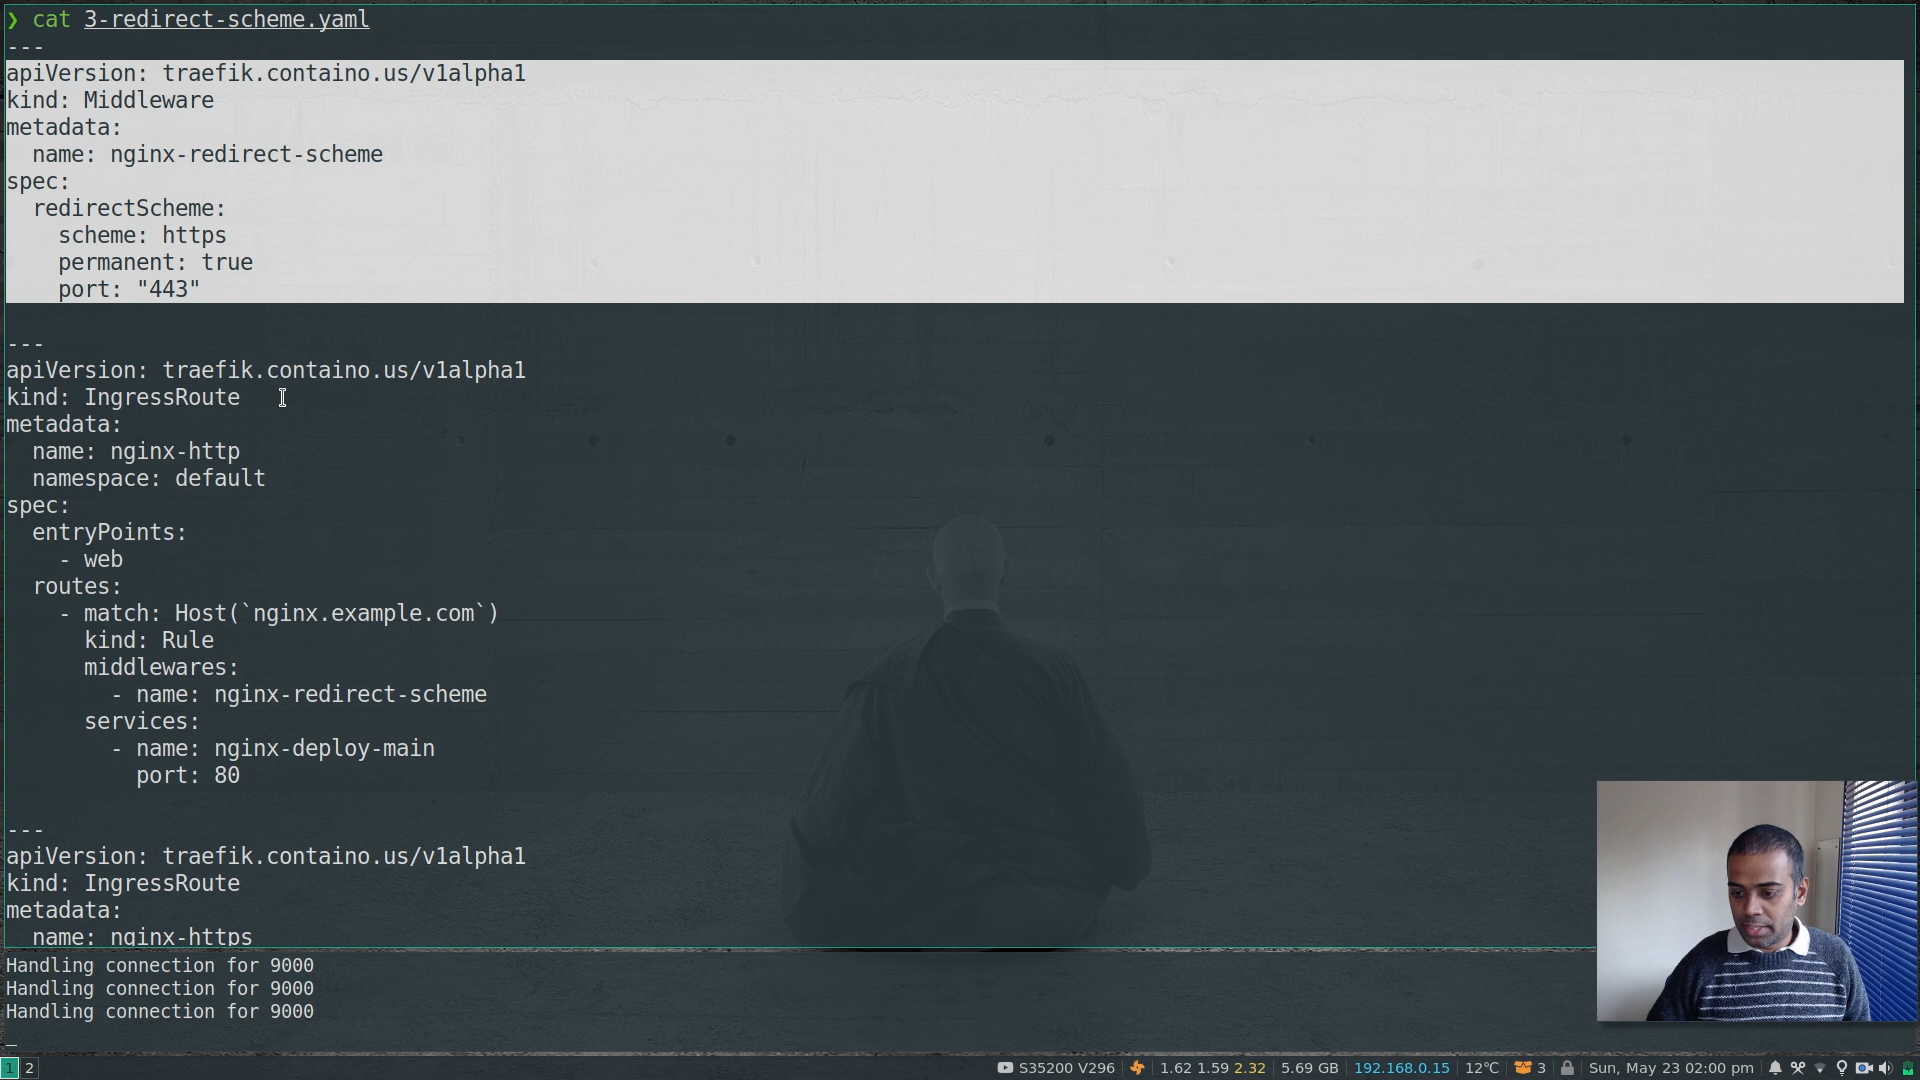 ❯ cat 3-redirect-scheme.yaml
---
apiVersion: traefik.containo.us/v1alpha1
kind: Middleware
metadata:
  name: nginx-redirect-scheme
spec:
  redirectScheme:
    scheme: https
    permanent: true
    port: "443"
---
apiVersion: traefik.containo.us/v1alpha1
kind: IngressRoute
metadata:
  name: nginx-http
  namespace: default
spec:
  entryPoints:
    - web
  routes:
    - match: Host(`nginx.example.com`)
      kind: Rule
      middlewares:
        - name: nginx-redirect-scheme
      services:
        - name: nginx-deploy-main
          port: 80
---
apiVersion: traefik.containo.us/v1alpha1
kind: IngressRoute
metadata:
  name: nginx-https
Handling connection for 9000
Handling connection for 9000
Handling connection for 9000
_
1 2 S35200 V296 1.62 1.59 2.32 5.69 GB 192.168.0.15 12°C 3 Sun, May 23 02:00 pm